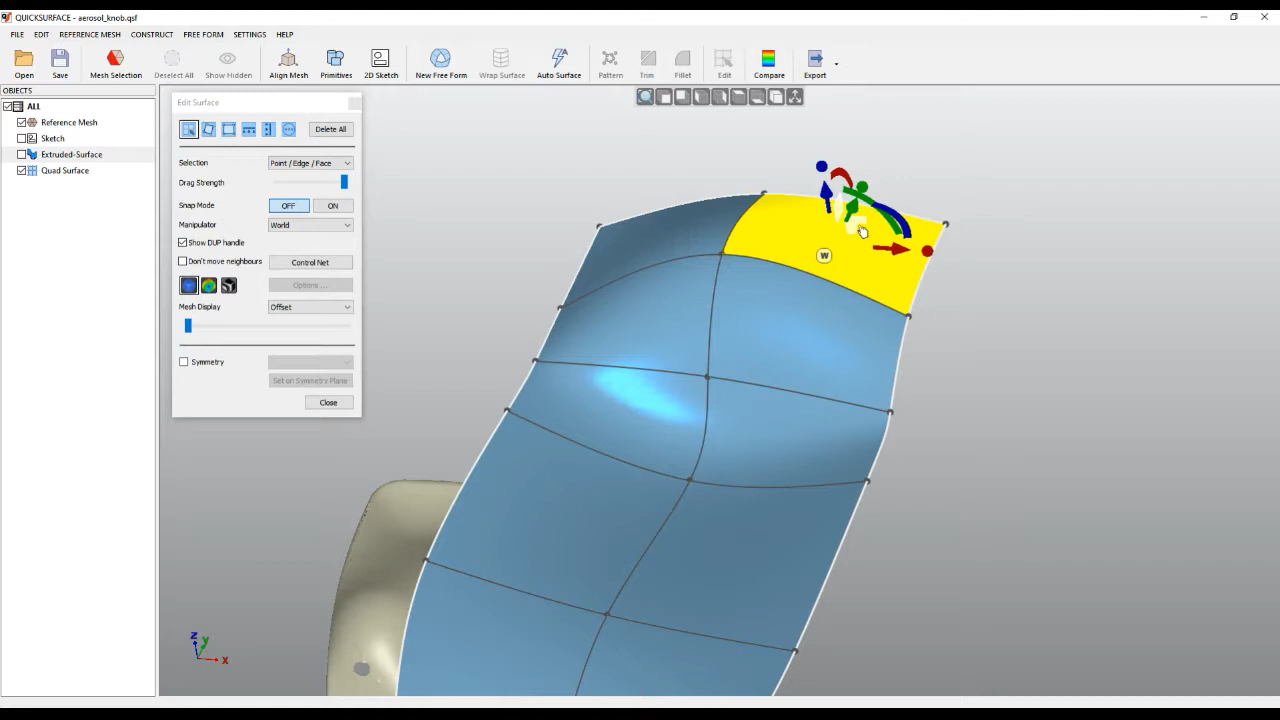 QUICKSURFACE - aerosol_knob.qsf
FILE EDIT REFERENCE MESH CONSTRUCT FREE FORM SETTINGS HELP
Open Save Mesh Selection Deselect All Show Hidden Align Mesh Primitives 2D Sketch New Free Form Wrap Surface Auto Surface Pattern Trim Fillet Edit Compare Export
OBJECTS
ALL
Reference Mesh
Sketch
Extruded-Surface
Quad Surface
Edit Surface
Delete All
Selection Point / Edge / Face
Drag Strength
Snap Mode OFF ON
Manipulator World
Show DUP handle
Don't move neighbours Control Net
Options ...
Mesh Display Offset
Symmetry
Set on Symmetry Plane
Close
W
z
y
x